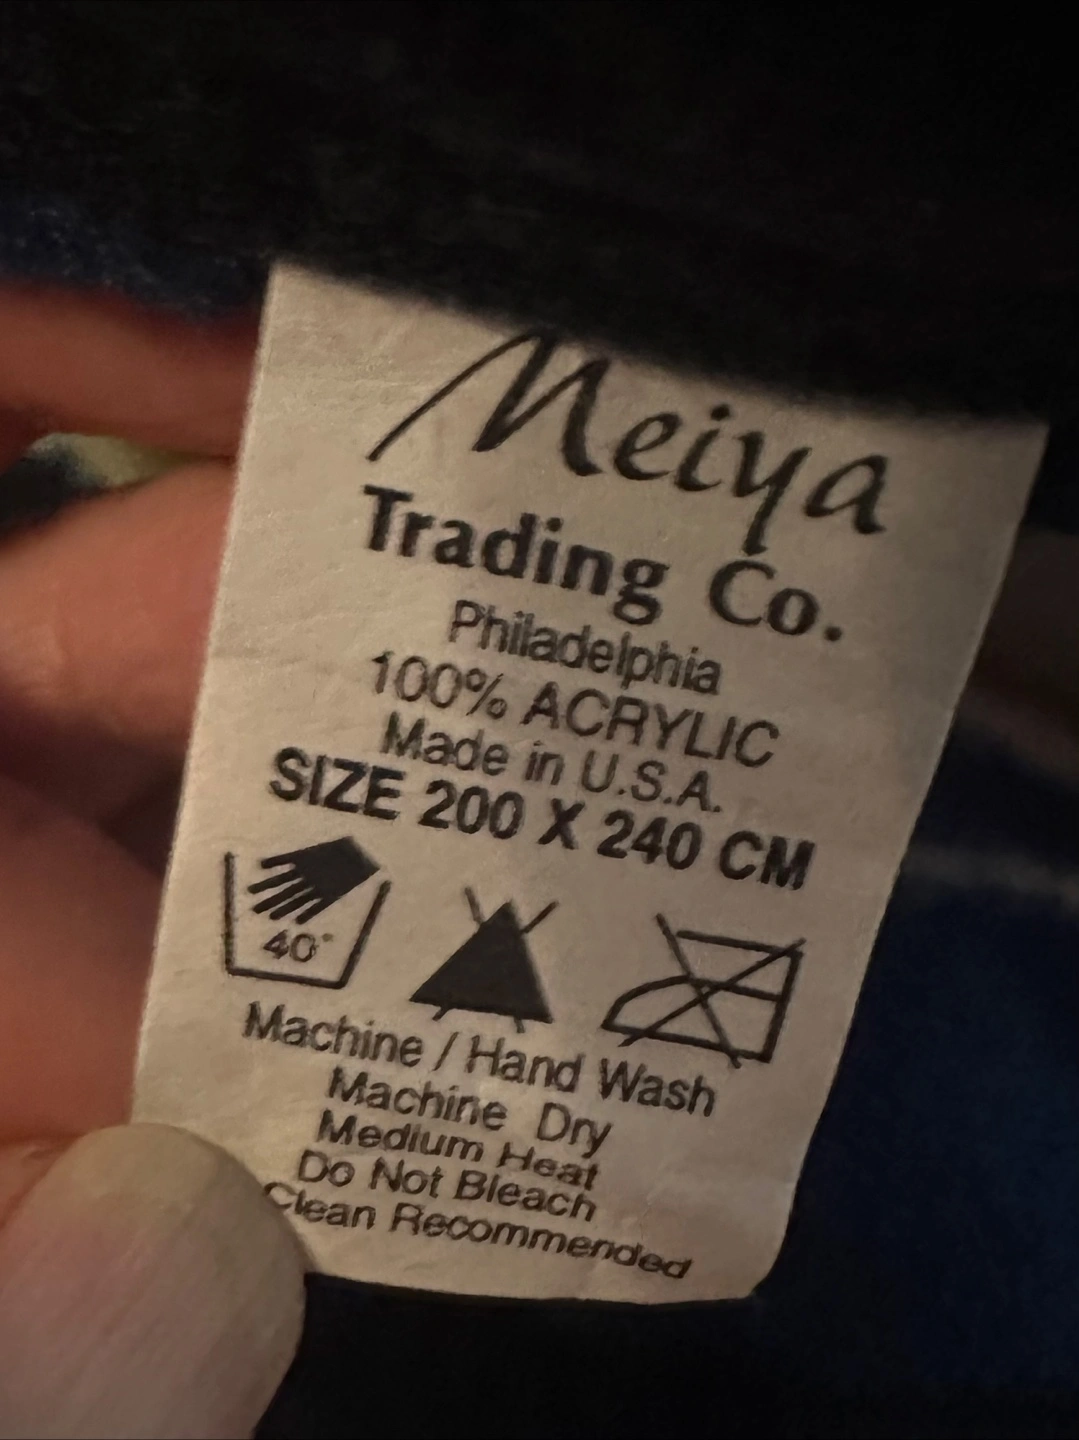 Meiya
Trading Co.
Philadelphia
100% ACRYLIC
Made in U.S.A.
SIZE 200 X 240 CM
40°
Machine / Hand Wash
Machine Dry
Medium Heat
Do Not Bleach
Clean Recommended